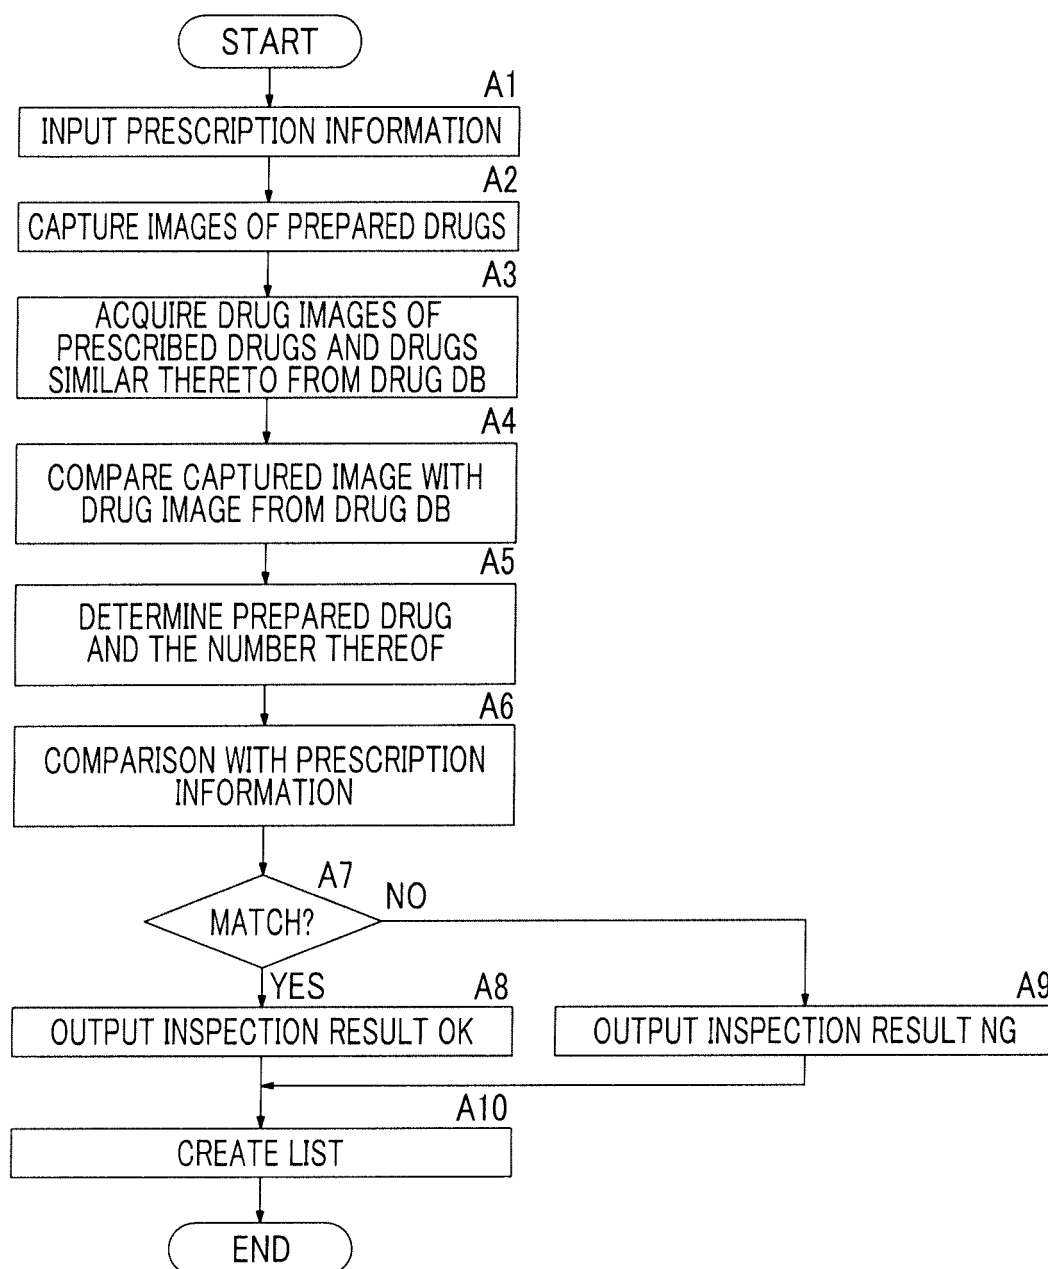 START
A1
INPUT PRESCRIPTION INFORMATION
A2
CAPTURE IMAGES OF PREPARED DRUGS
A3
ACQUIRE DRUG IMAGES OF
PRESCRIBED DRUGS AND DRUGS
SIMILAR THERETO FROM DRUG DB
A4
COMPARE CAPTURED IMAGE WITH
DRUG IMAGE FROM DRUG DB
A5
DETERMINE PREPARED DRUG
AND THE NUMBER THEREOF
A6
COMPARISON WITH PRESCRIPTION
INFORMATION
A7
NO
MATCH?
YES
A8
A9
OUTPUT INSPECTION RESULT OK
OUTPUT INSPECTION RESULT NG
A10
CREATE LIST
END